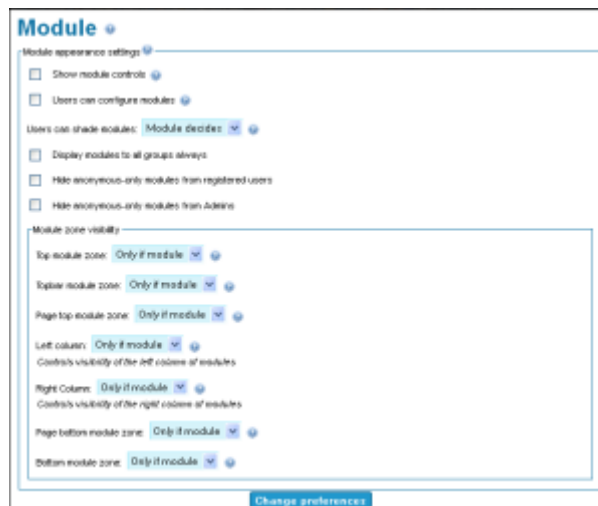 Module
Module appearance settings
Show module controls
Users can configure modules
Users can shade modules: Module decides
Display modules to all groups always
Hide anonymous-only modules from registered users
Hide anonymous-only modules from Admins
Module zone visibility
Top module zone: Only if module
Topbar module zone: Only if module
Page top module zone: Only if module
Left column: Only if module
Controls visibility of the left column of modules
Right Column: Only if module
Controls visibility of the right column of modules
Page bottom module zone: Only if module
Bottom module zone: Only if module
Change preferences